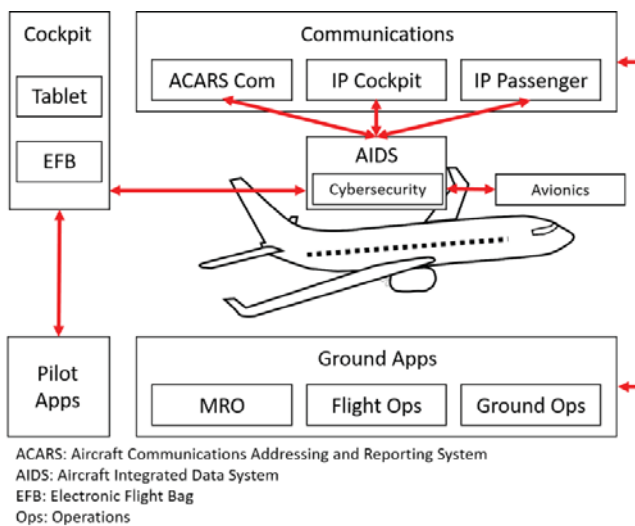 Cockpit
Communications
Tablet
ACARS Com
IP Cockpit
IP Passenger
EFB
AIDS
Cybersecurity
Avionics
Pilot
Apps
Ground Apps
MRO
Flight Ops
Ground Ops
ACARS: Aircraft Communications Addressing and Reporting System
AIDS: Aircraft Integrated Data System
EFB: Electronic Flight Bag
Ops: Operations